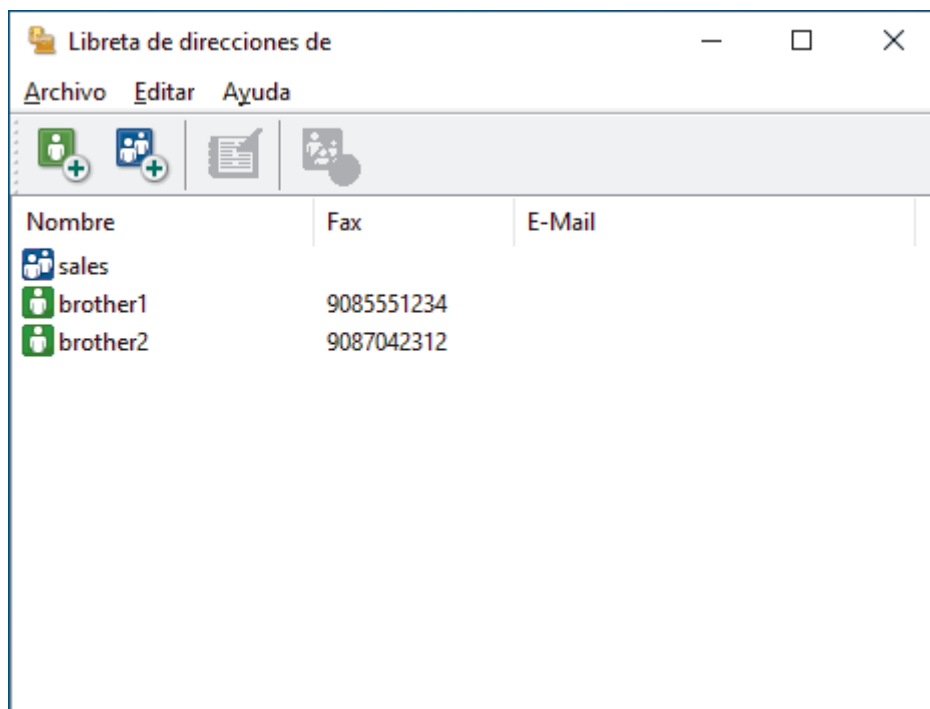 Libreta de direcciones de
Archivo Editar Ayuda
Nombre Fax E-Mail
sales
brother1 9085551234
brother2 9087042312